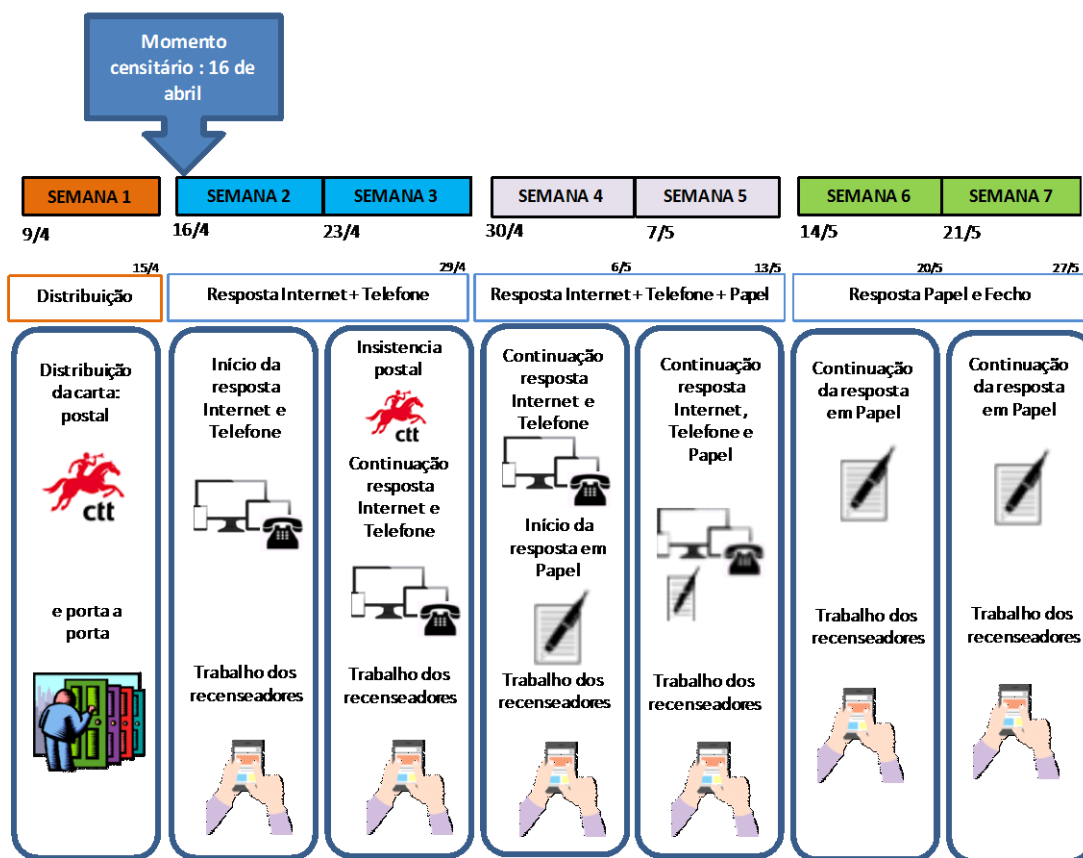 Momento
censitário : 16 de
abril
SEMANA 1
SEMANA 2
SEMANA 3
SEMANA 4
SEMANA 5
SEMANA 6
SEMANA 7
9/4
16/4
23/4
30/4
7/5
14/5
21/5
15/4
29/4
6/5
13/5
20/5
27/5
Distribuição
Resposta Internet + Telefone
Resposta Internet + Telefone + Papel
Resposta Papel e Fecho
Distribuição
da carta:
postal
ctt
e porta a
porta
Início da
resposta
Internet e
Telefone
Trabalho dos
recenseadores
Insistencia
postal
ctt
Continuação
resposta
Internet e
Telefone
Trabalho dos
recenseadores
Continuação
resposta
Internet e
Telefone
Início da
resposta em
Papel
Trabalho dos
recenseadores
Continuação
resposta
Internet,
Telefone e
Papel
Trabalho dos
recenseadores
Continuação
da resposta
em Papel
Trabalho dos
recenseadores
Continuação
da resposta
em Papel
Trabalho dos
recenseadores